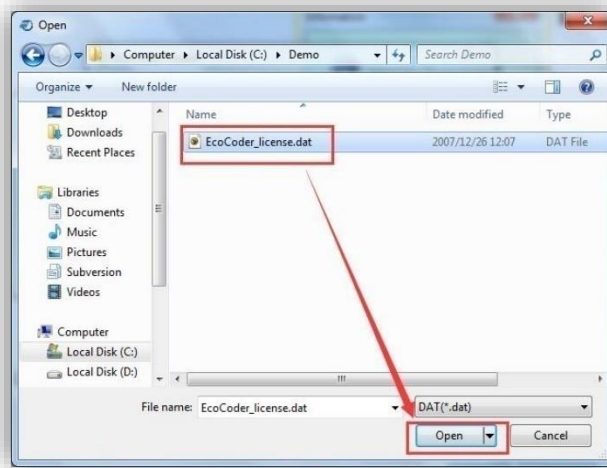 Open
Computer ▸ Local Disk (C:) ▸ Demo
Search Demo
Organize
New folder
Desktop
Downloads
Recent Places
Libraries
Documents
Music
Pictures
Subversion
Videos
Computer
Local Disk (C:)
Local Disk (D:)
Name
Date modified
Type
EcoCoder_license.dat
2007/12/26 12:07
DAT File
File name: EcoCoder_license.dat
DAT(*.dat)
Open
Cancel